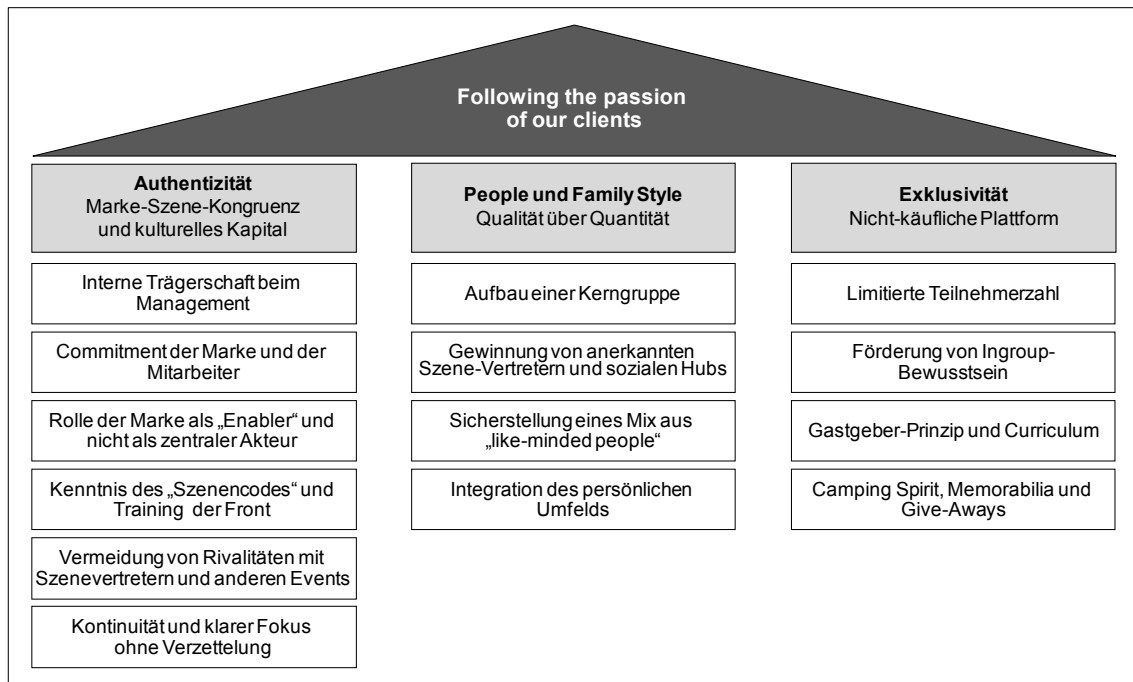 Following the passion
of our clients
Authentizität
Marke-Szene-Kongruenz
und kulturelles Kapital
Interne Trägerschaft beim
Management
Commitment der Marke und der
Mitarbeiter
Rolle der Marke als „Enabler“ und
nicht als zentraler Akteur
Kenntnis des „Szenencodes“ und
Training der Front
Vermeidung von Rivalitäten mit
Szenevertretern und anderen Events
Kontinuität und klarer Fokus
ohne Verzettelung
People und Family Style
Qualität über Quantität
Aufbau einer Kerngruppe
Gewinnung von anerkannten
Szene-Vertretern und sozialen Hubs
Sicherstellung eines Mix aus
„like-minded people“
Integration des persönlichen
Umfelds
Exklusivität
Nicht-käufliche Plattform
Limitierte Teilnehmerzahl
Förderung von Ingroup-
Bewusstsein
Gastgeber-Prinzip und Curriculum
Camping Spirit, Memorabilia und
Give-Aways